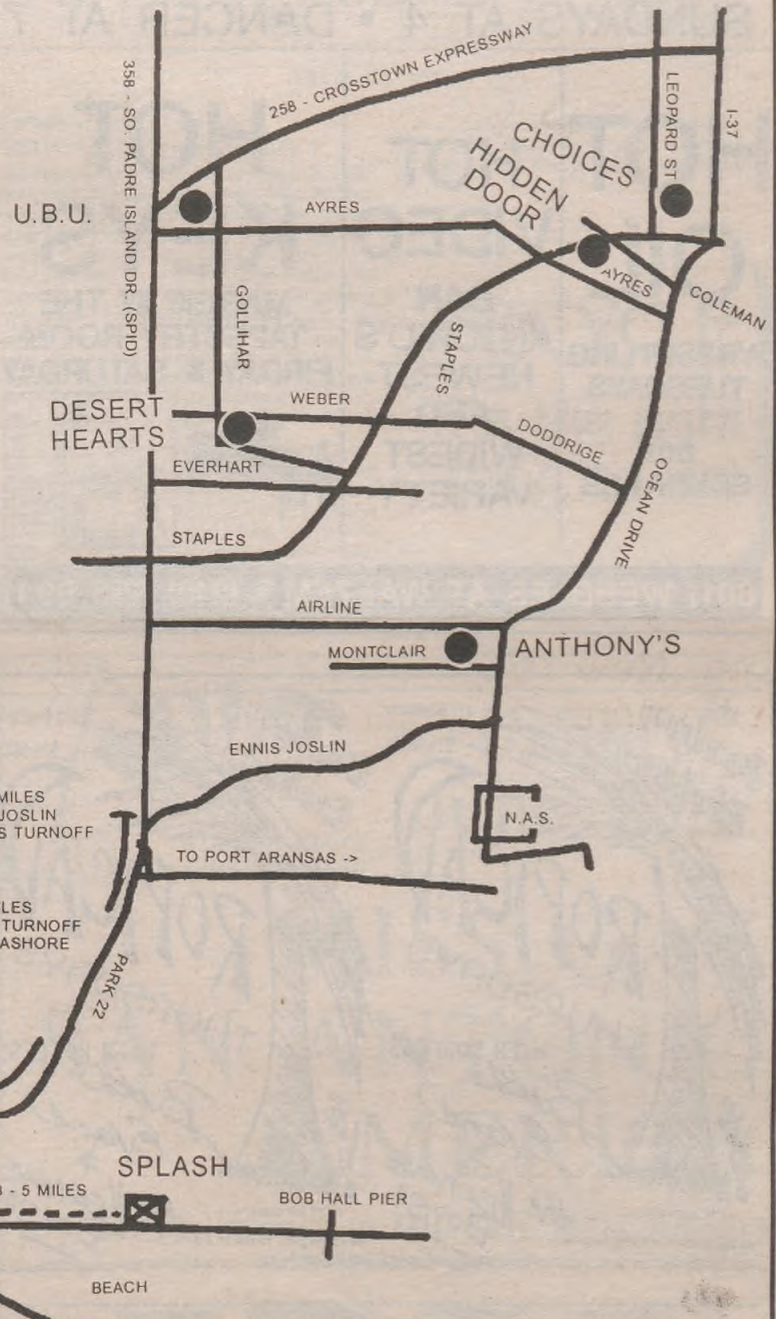 258 - CROSSTOWN EXPRESSWAY
358 - SO. PADRE ISLAND DR. (SPID)
LEOPARD ST
I-37
CHOICES
HIDDEN
DOOR
U.B.U.
AYRES
AYRES
COLEMAN
GOLLIHAR
STAPLES
DESERT
HEARTS
WEBER
DODDRIGE
EVERHART
OCEAN DRIVE
STAPLES
AIRLINE
MONTCLAIR
ANTHONY'S
ENNIS JOSLIN
MILES
JOSLIN
S TURNOFF
N.A.S.
TO PORT ARANSAS ->
LES
TURNOFF
ASHORE
PARK 22
SPLASH
- 5 MILES
BOB HALL PIER
BEACH